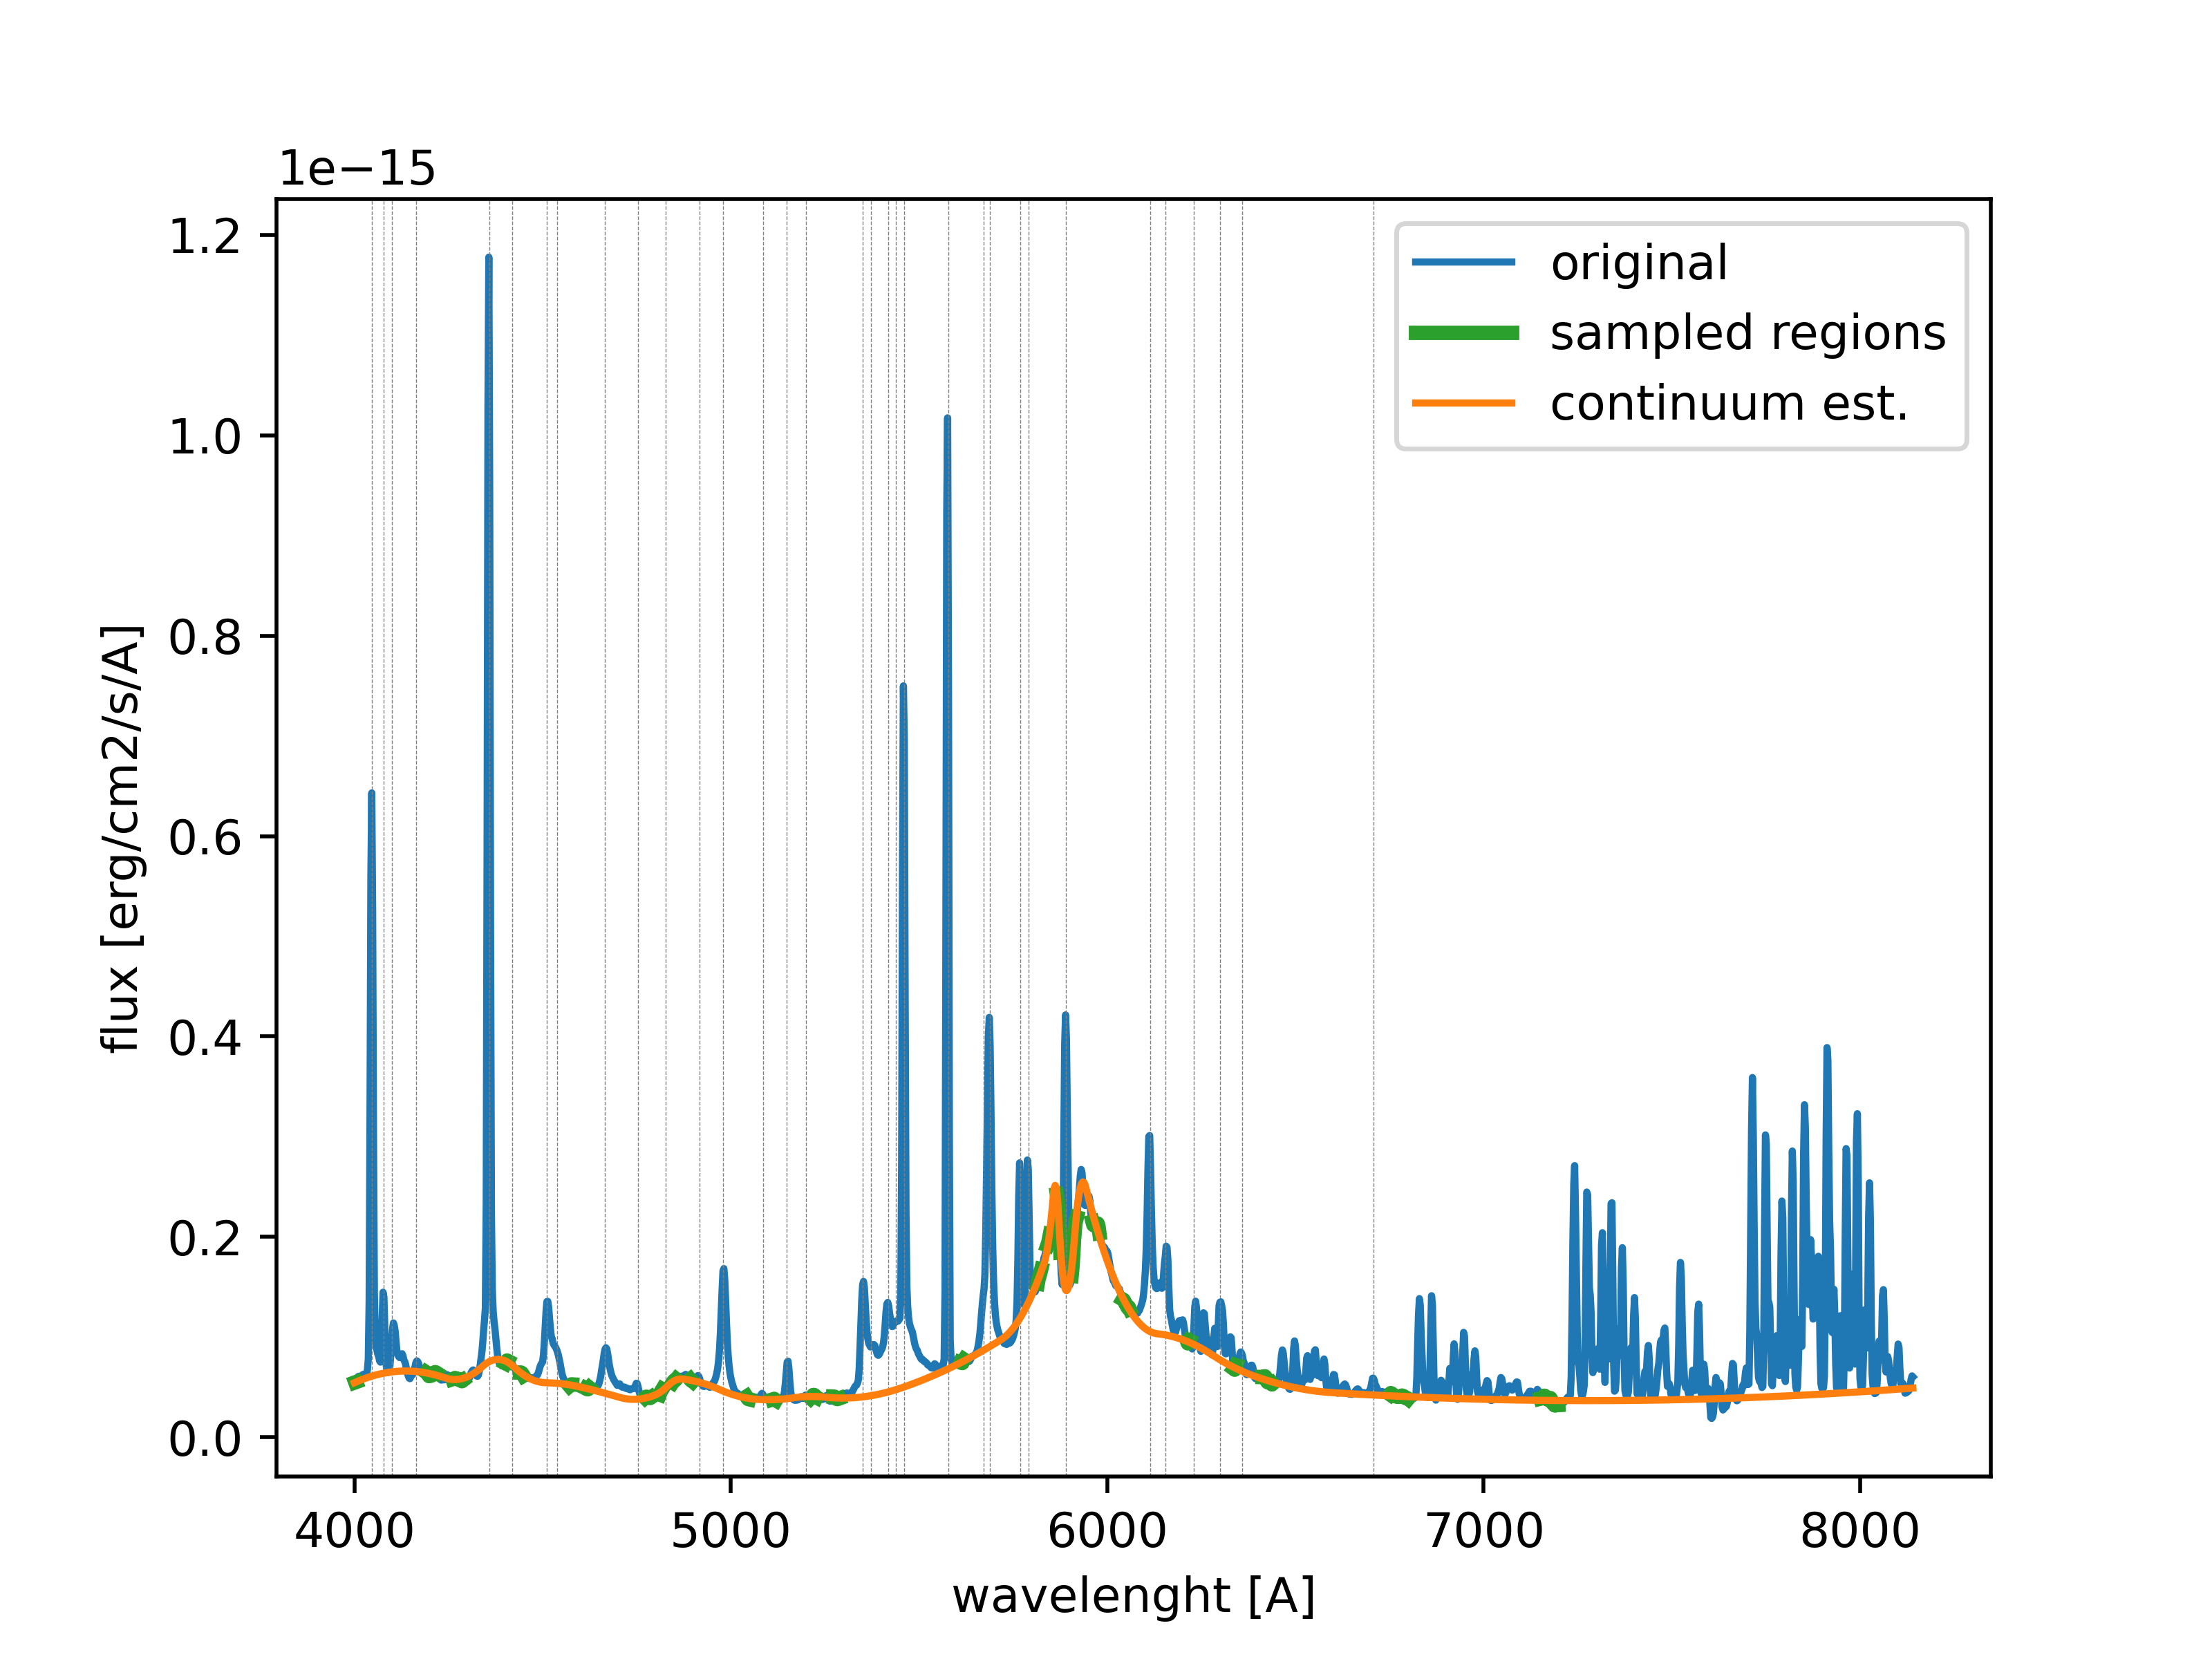 1e−15
1.2
1.0
0.8
0.6
0.4
0.2
0.0
flux [erg/cm2/s/A]
original
sampled regions
continuum est.
4000
5000
6000
7000
8000
wavelenght [A]